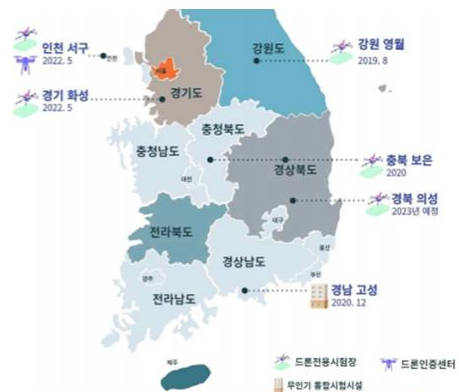 인천 서구
2022. 5
경기 화성
2022. 5
강원 영월
2019. 8
충북 보은
2020
경북 의성
2023년 예정
경남 고성
2020. 12
인천
서울
경기도
강원도
충청북도
충청남도
대전
경상북도
대구
전라북도
경상남도
울산
부산
광주
전라남도
제주
드론전용시험장
드론인증센터
무인기 통합시험시설